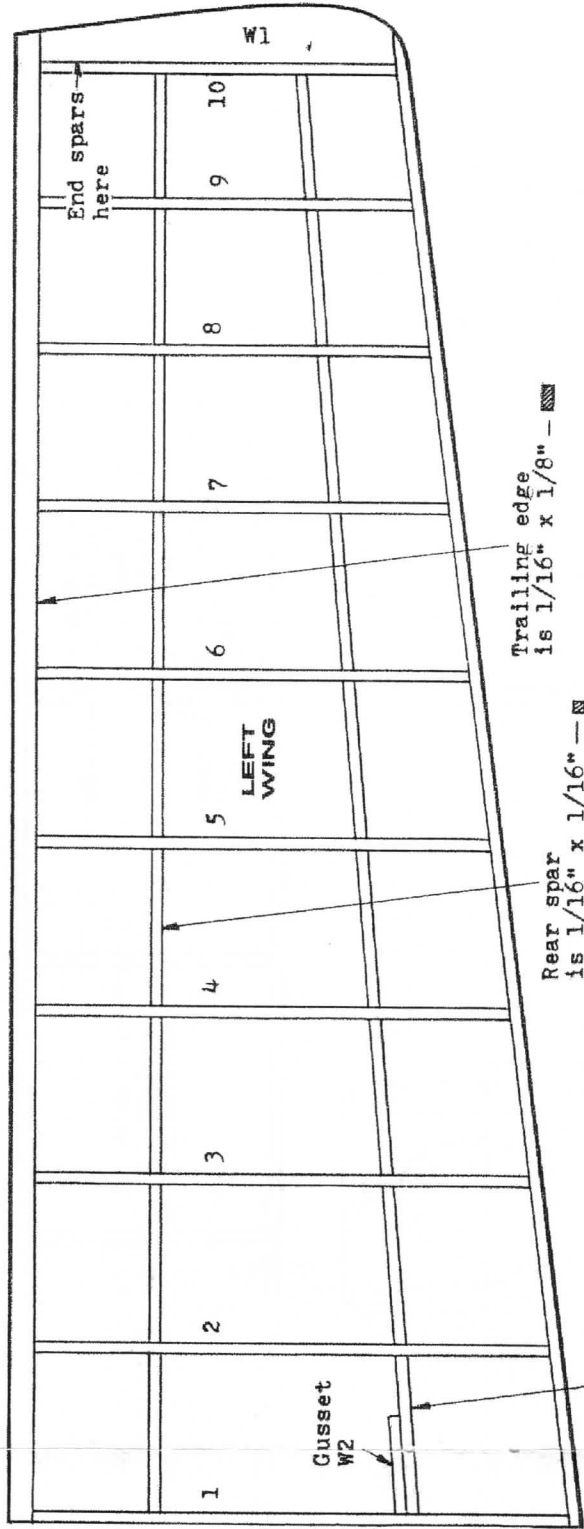 W1
End spars
here
10
9
8
7
6
5
4
3
2
1
LEFT
WING
Gusset
W2
Trailing edge
is 1/16" x 1/8" —
Rear spar
is 1/16" x 1/16" —